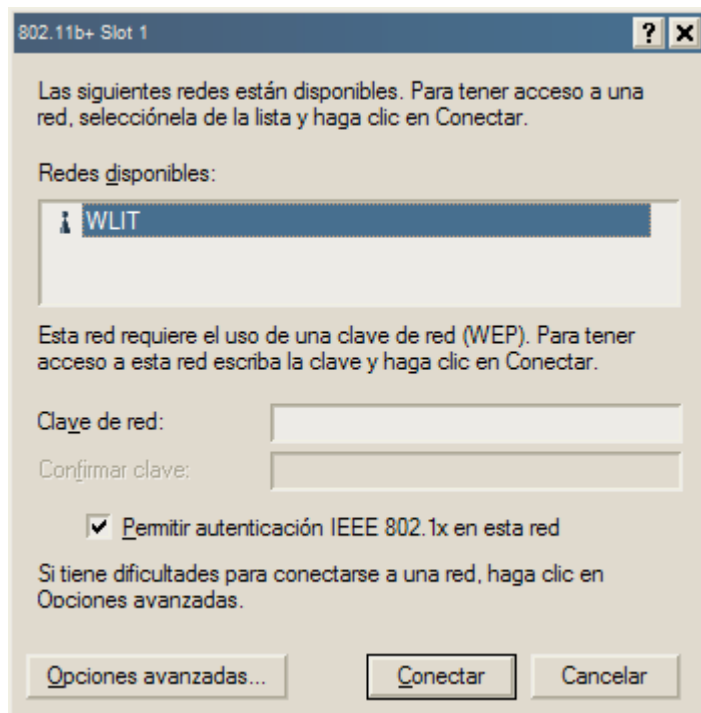 802.11b+ Slot 1
Las siguientes redes están disponibles. Para tener acceso a una
red, selecciónela de la lista y haga clic en Conectar.
Redes disponibles:
WLIT
Esta red requiere el uso de una clave de red (WEP). Para tener
acceso a esta red escriba la clave y haga clic en Conectar.
Clave de red:
Confirmar clave:
Permitir autenticación IEEE 802.1x en esta red
Si tiene dificultades para conectarse a una red, haga clic en
Opciones avanzadas.
Opciones avanzadas... Conectar Cancelar